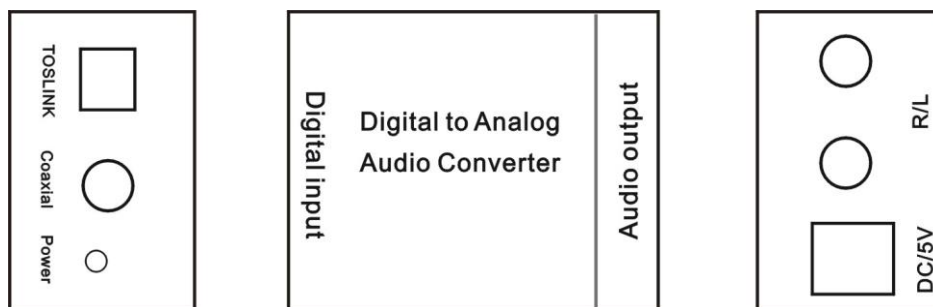 TOSLINK
Coaxial
Power
Digital input
Digital to Analog
Audio Converter
Audio output
R/L
DC/5V